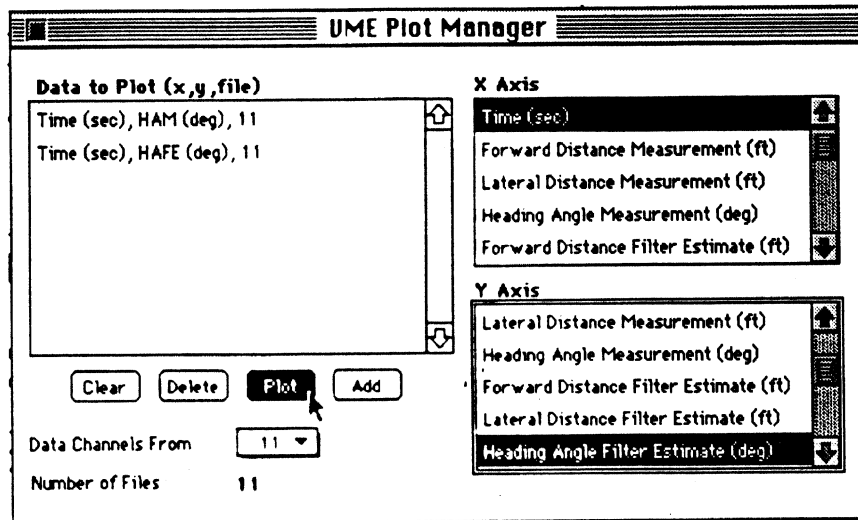 VME Plot Manager
Data to Plot (x,y,file)
Time (sec), HAM (deg), 11
Time (sec), HAFE (deg), 11
Clear
Delete
Plot
Add
Data Channels From
11
Number of Files
11
X Axis
Time (sec)
Forward Distance Measurement (ft)
Lateral Distance Measurement (ft)
Heading Angle Measurement (deg)
Forward Distance Filter Estimate (ft)
Y Axis
Lateral Distance Measurement (ft)
Heading Angle Measurement (deg)
Forward Distance Filter Estimate (ft)
Lateral Distance Filter Estimate (ft)
Heading Angle Filter Estimate (deg)